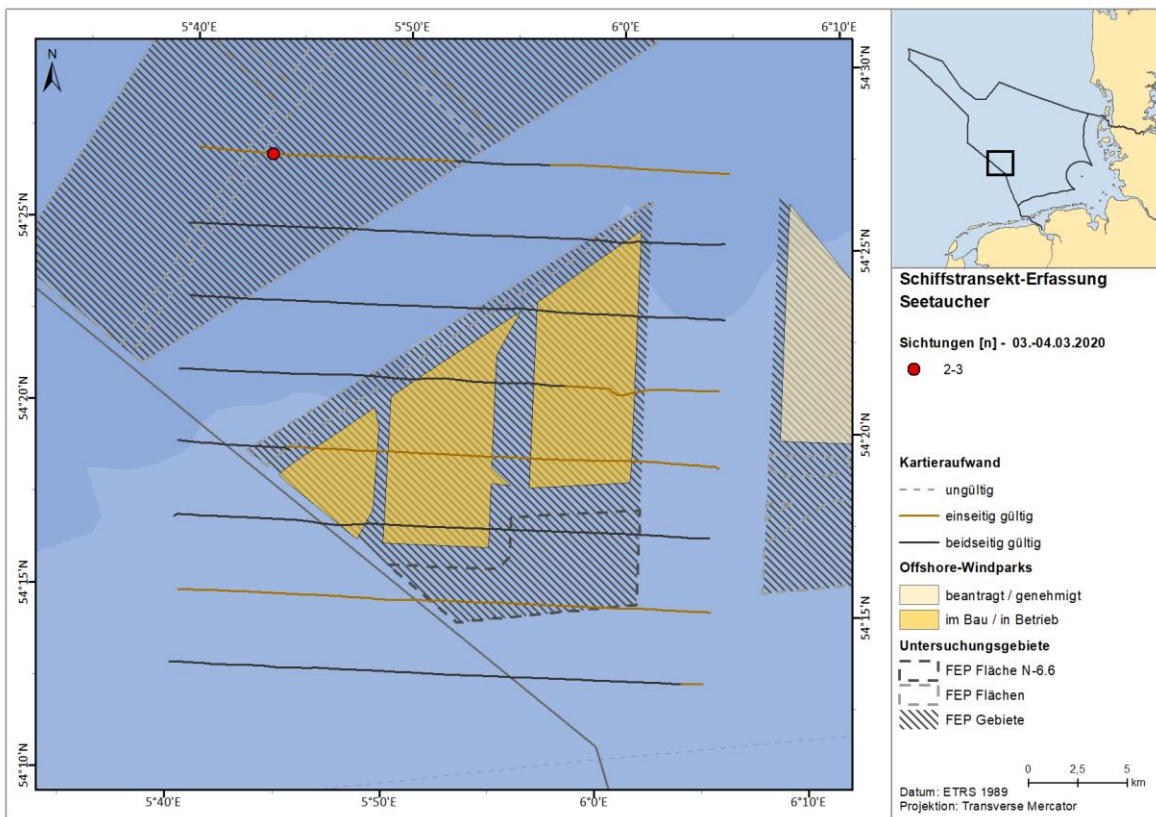 5°40'E 5°50'E 6°0'E 6°10'E
N
54°30'N
54°25'N 54°25'N
54°20'N 54°20'N
54°15'N 54°15'N
54°10'N
5°40'E 5°50'E 6°0'E 6°10'E
Schiffstransekt-Erfassung
Seetaucher
Sichtungen [n] - 03.-04.03.2020
2-3
Kartieraufwand
ungültig
einseitig gültig
beidseitig gültig
Offshore-Windparks
beantragt / genehmigt
im Bau / in Betrieb
Untersuchungsgebiete
FEP Fläche N-6.6
FEP Flächen
FEP Gebiete
0 2,5 5
km
Datum: ETRS 1989
Projektion: Transverse Mercator